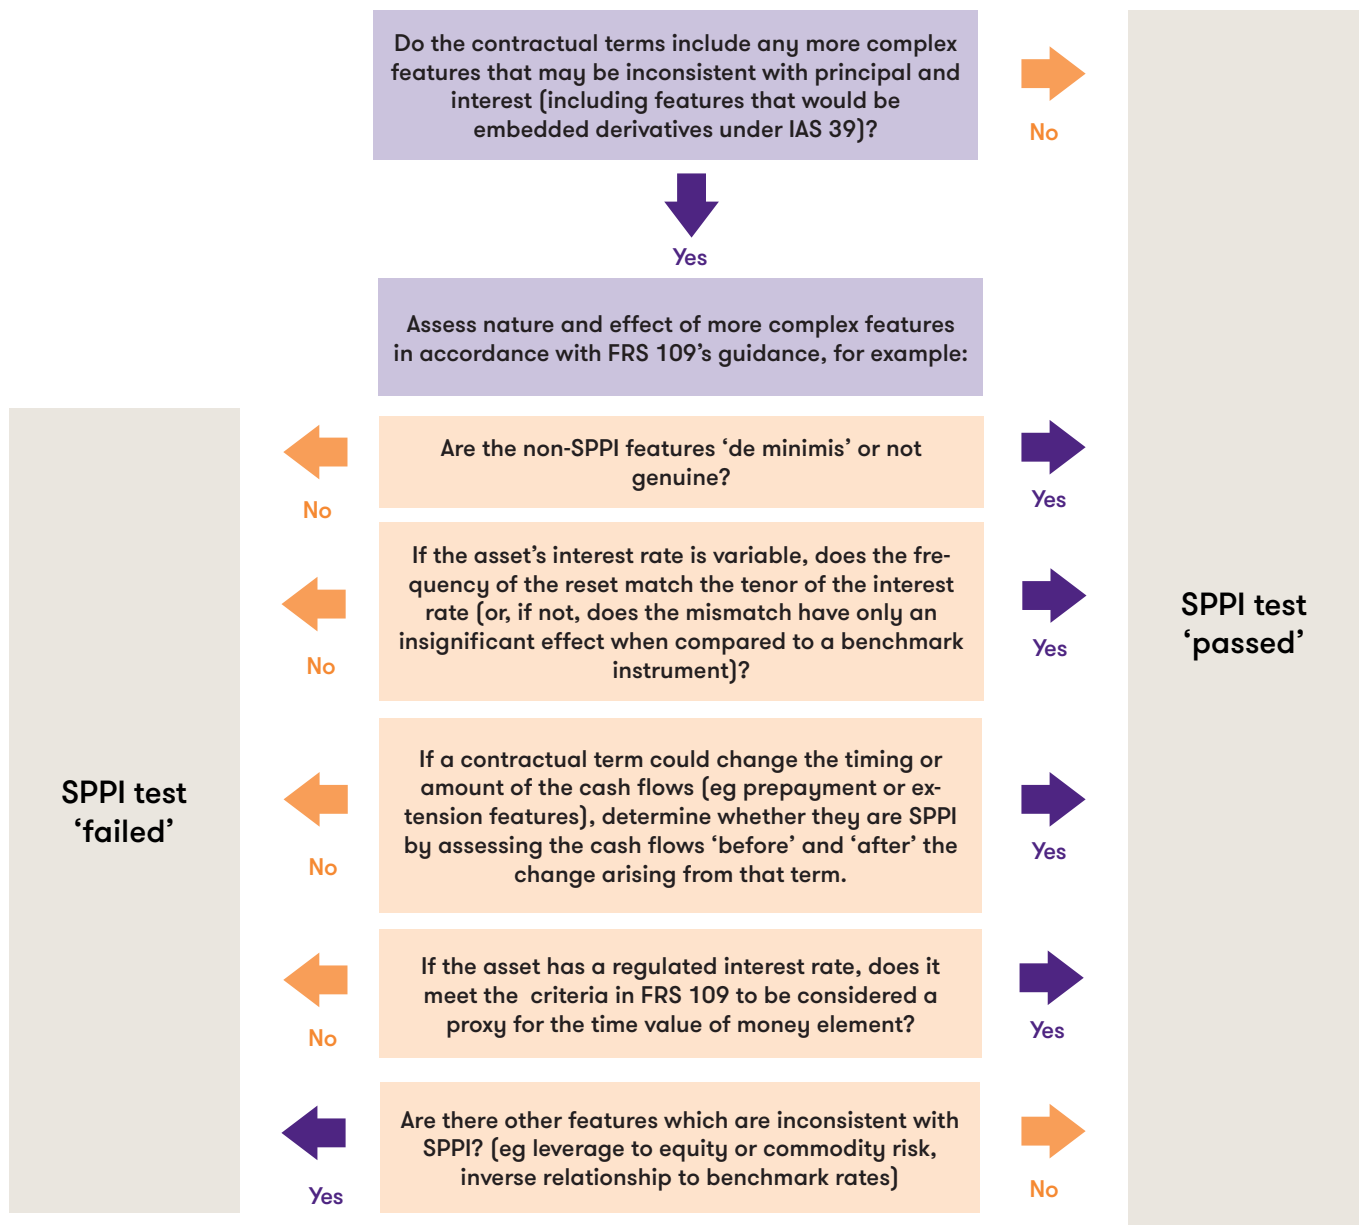 Do the contractual terms include any more complex
features that may be inconsistent with principal and
interest (including features that would be
embedded derivatives under IAS 39)?
No
Yes
Assess nature and effect of more complex features
in accordance with FRS 109’s guidance, for example:
Are the non-SPPI features ‘de minimis’ or not
genuine?
No
Yes
If the asset’s interest rate is variable, does the fre-
quency of the reset match the tenor of the interest
rate (or, if not, does the mismatch have only an
insignificant effect when compared to a benchmark
instrument)?
No
Yes
SPPI test
‘passed’
If a contractual term could change the timing or
amount of the cash flows (eg prepayment or ex-
tension features), determine whether they are SPPI
by assessing the cash flows ‘before’ and ‘after’ the
change arising from that term.
No
Yes
SPPI test
‘failed’
If the asset has a regulated interest rate, does it
meet the  criteria in FRS 109 to be considered a
proxy for the time value of money element?
No
Yes
Are there other features which are inconsistent with
SPPI? (eg leverage to equity or commodity risk,
inverse relationship to benchmark rates)
Yes
No